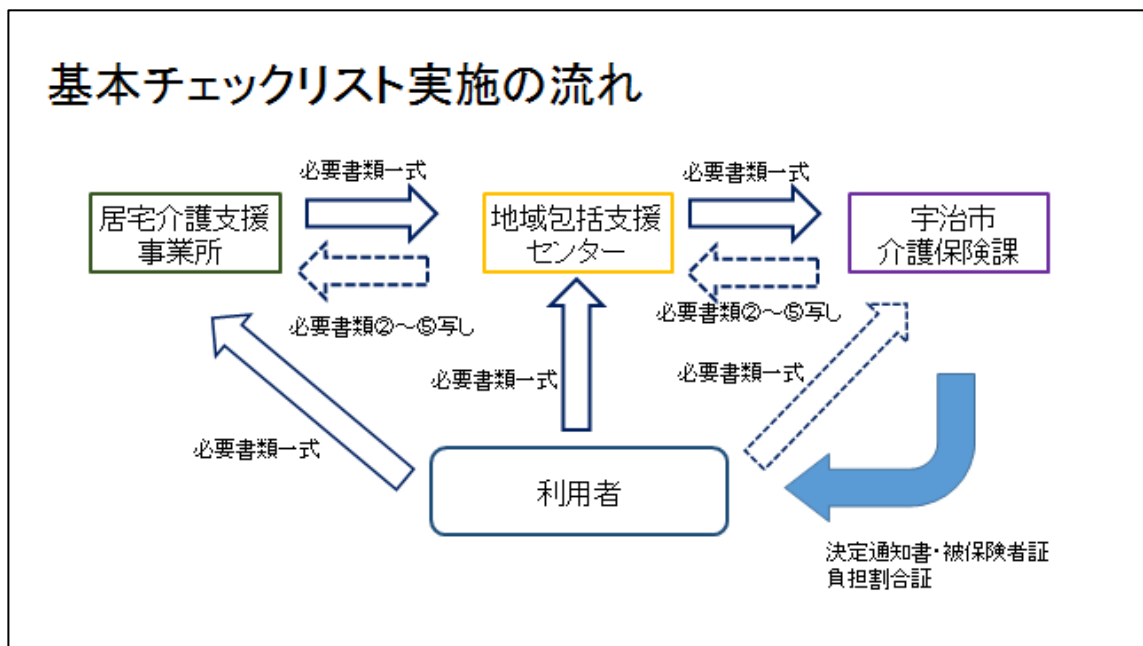 基本チェックリスト実施の流れ
必要書類一式
必要書類一式
居宅介護支援
事業所
地域包括支援
センター
宇治市
介護保険課
必要書類②～⑤写し
必要書類②～⑤写し
必要書類一式
必要書類一式
必要書類一式
利用者
決定通知書・被保険者証
負担割合証